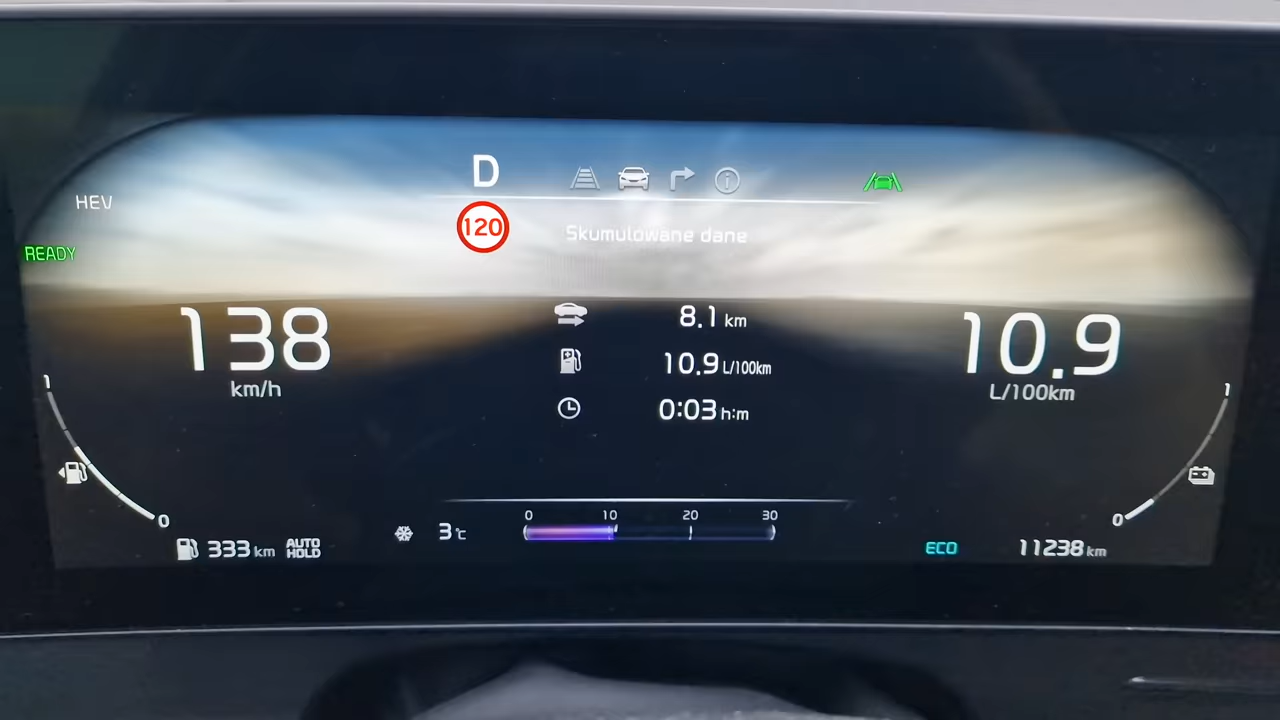 D
HEV
120
Skumulowane dane
READY
138
km/h
8.1 km
10.9 L/100km
0:03 h:m
10.9
L/100km
1
0
1
0
333 km
AUTO HOLD
3°C
0 10 20 30
ECO
11238 km